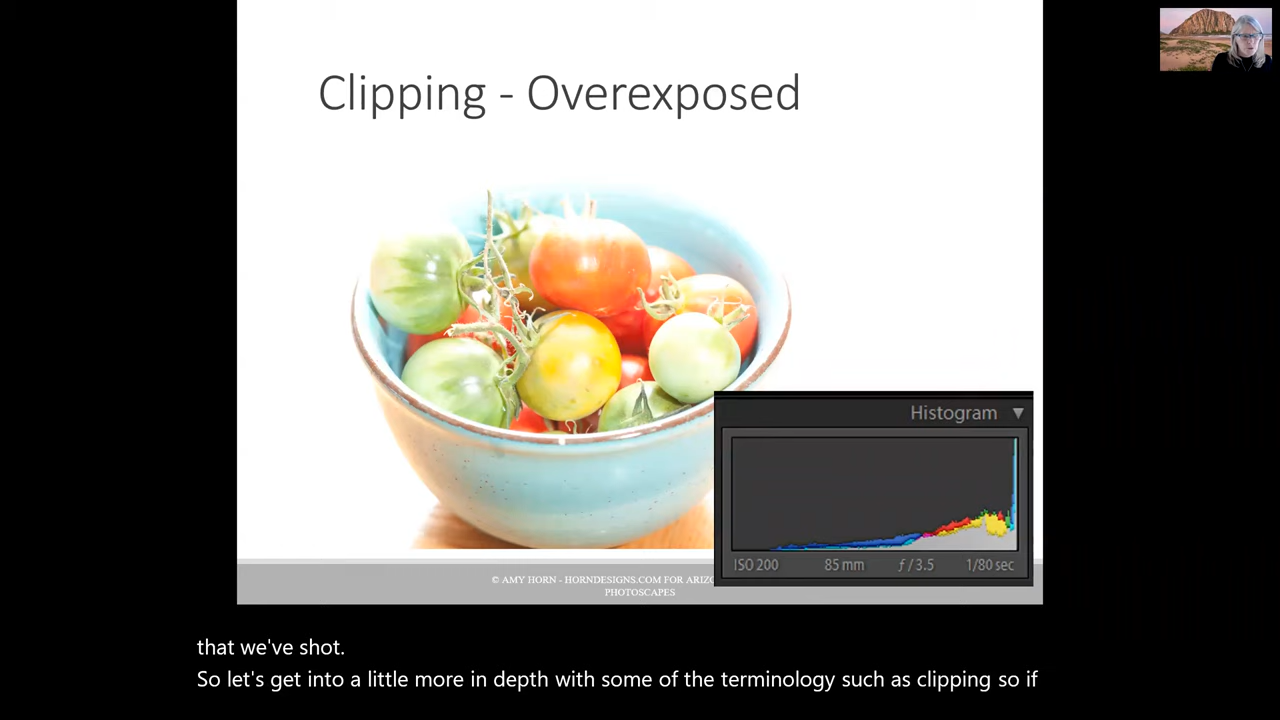 Clipping - Overexposed
Histogram
ISO 200 85 mm ƒ / 3.5 1/80 sec
© AMY HORN - HORNDESIGNS.COM FOR
PHOTOSCAPES
that we've shot.
So let's get into a little more in depth with some of the terminology such as clipping so if